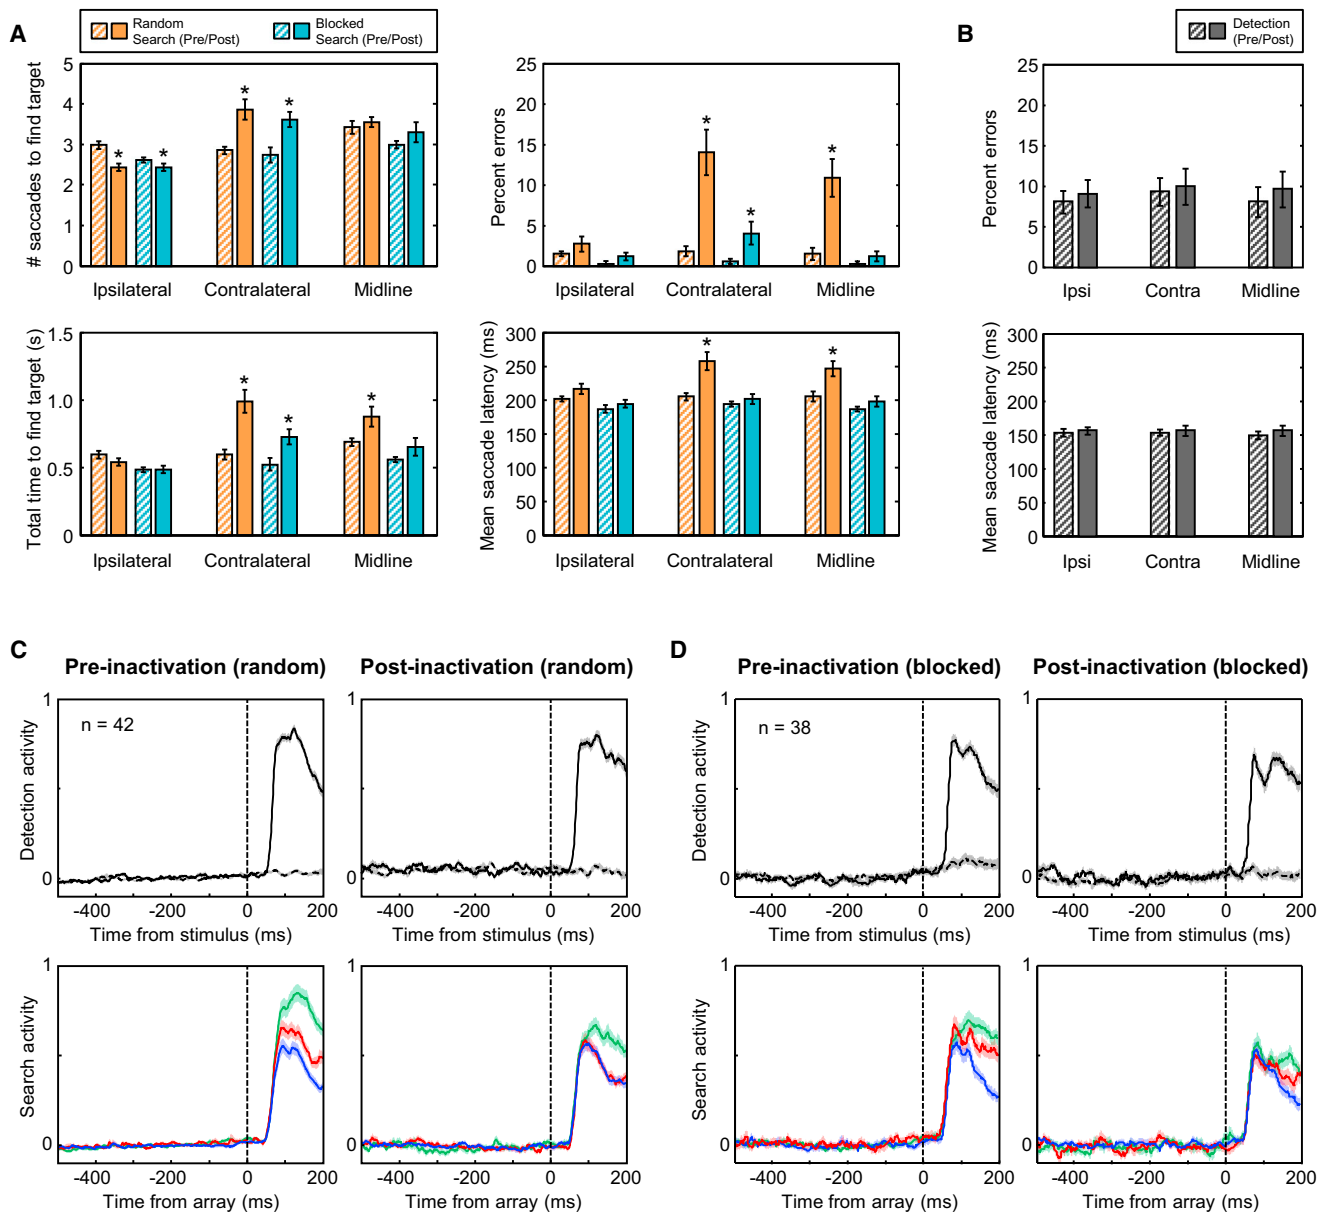 A
Random
Search (Pre/Post)
Blocked
Search (Pre/Post)
# saccades to find target
5
4
3
2
1
0
*
*
*
*
Ipsilateral
Contralateral
Midline
Percent errors
25
20
15
10
5
0
*
*
*
Ipsilateral
Contralateral
Midline
Total time to find target (s)
1.5
1.0
0.5
0
*
*
*
Ipsilateral
Contralateral
Midline
Mean saccade latency (ms)
300
250
200
150
100
50
0
*
*
Ipsilateral
Contralateral
Midline
B
Detection
(Pre/Post)
Percent errors
25
20
15
10
5
0
Ipsi
Contra
Midline
Mean saccade latency (ms)
300
250
200
150
100
50
0
Ipsi
Contra
Midline
C
Pre-inactivation (random)
Post-inactivation (random)
Detection activity
1
0
n = 42
-400
-200
0
200
Time from stimulus (ms)
1
0
-400
-200
0
200
Time from stimulus (ms)
Search activity
1
0
-400
-200
0
200
Time from array (ms)
1
0
-400
-200
0
200
Time from array (ms)
D
Pre-inactivation (blocked)
Post-inactivation (blocked)
Detection activity
1
0
n = 38
-400
-200
0
200
Time from stimulus (ms)
1
0
-400
-200
0
200
Time from stimulus (ms)
Search activity
1
0
-400
-200
0
200
Time from array (ms)
1
0
-400
-200
0
200
Time from array (ms)